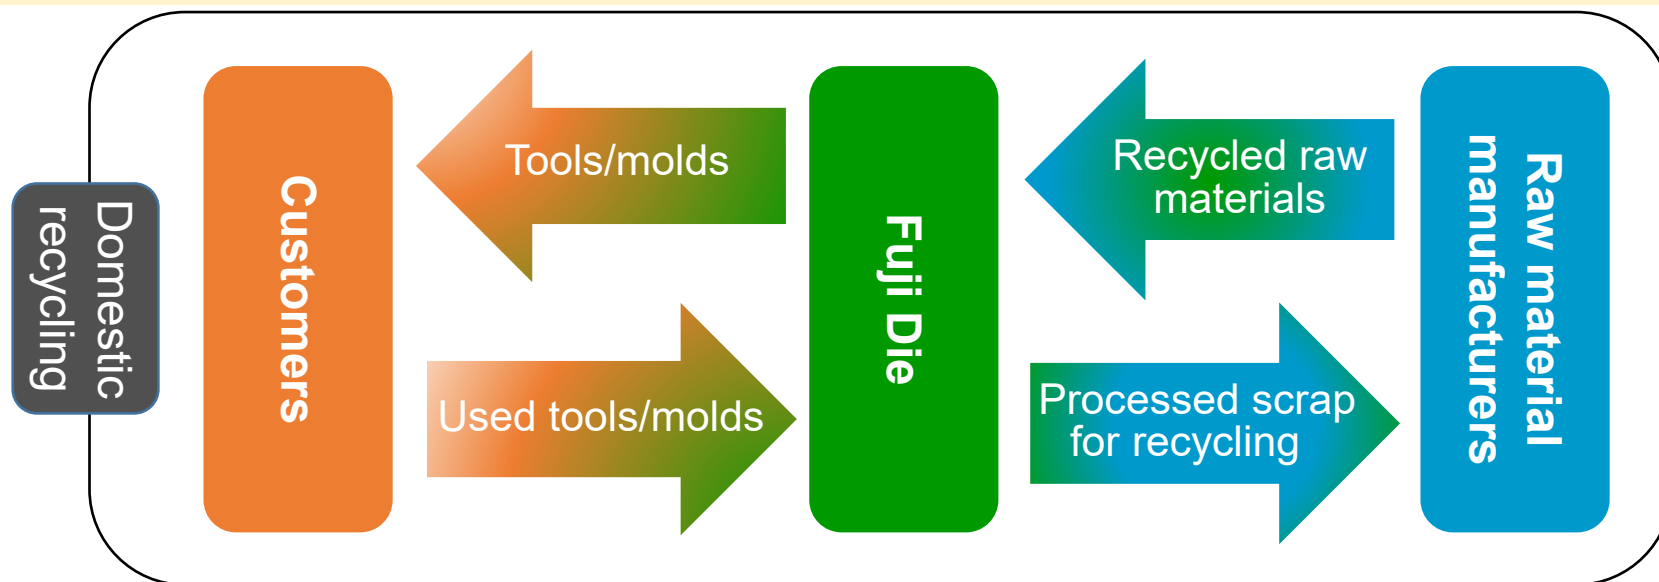 Domestic
recycling
Customers
Tools/molds
Used tools/molds
Fuji Die
Recycled raw
materials
Processed scrap
for recycling
Raw material
manufacturers